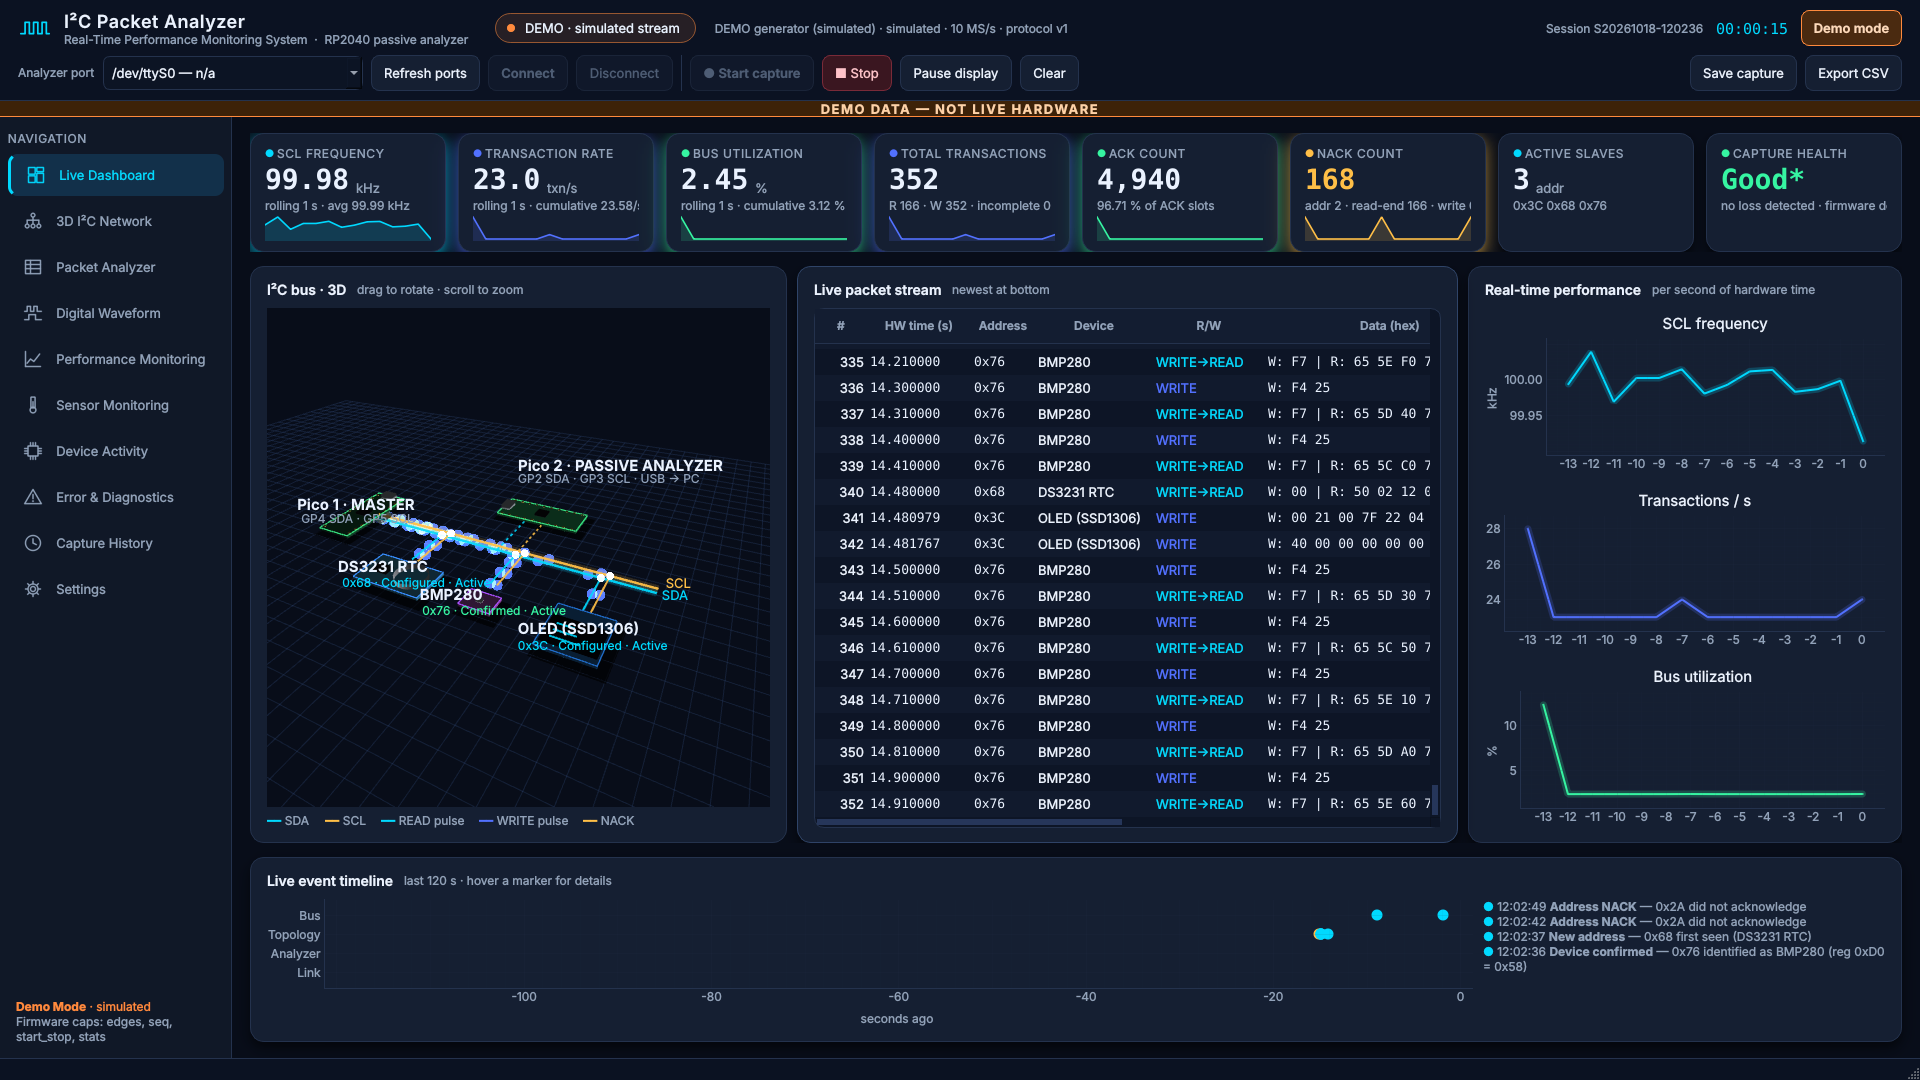 I²C Packet Analyzer
Real-Time Performance Monitoring System · RP2040 passive analyzer
DEMO · simulated stream
DEMO generator (simulated) · simulated · 10 MS/s · protocol v1
Session S20261018-120236
00:00:15
Demo mode
Analyzer port
/dev/ttyS0 — n/a
Refresh ports
Connect
Disconnect
Start capture
Stop
Pause display
Clear
Save capture
Export CSV
DEMO DATA — NOT LIVE HARDWARE
NAVIGATION
Live Dashboard
3D I²C Network
Packet Analyzer
Digital Waveform
Performance Monitoring
Sensor Monitoring
Device Activity
Error & Diagnostics
Capture History
Settings
Demo Mode · simulated
Firmware caps: edges, seq,
start_stop, stats
SCL FREQUENCY
99.98 kHz
rolling 1 s · avg 99.99 kHz
TRANSACTION RATE
23.0 txn/s
rolling 1 s · cumulative 23.58/
BUS UTILIZATION
2.45 %
rolling 1 s · cumulative 3.12 %
TOTAL TRANSACTIONS
352
R 166 · W 352 · incomplete 0
ACK COUNT
4,940
96.71 % of ACK slots
NACK COUNT
168
addr 2 · read-end 166 · write
ACTIVE SLAVES
3 addr
0x3C 0x68 0x76
CAPTURE HEALTH
Good*
no loss detected · firmware d
I²C bus · 3D drag to rotate · scroll to zoom
Pico 2 · PASSIVE ANALYZER
GP2 SDA · GP3 SCL · USB → PC
Pico 1 · MASTER
GP4 SDA · GP5 SCL
DS3231 RTC
0x68 · Configured · Active
BMP280
0x76 · Confirmed · Active
OLED (SSD1306)
0x3C · Configured · Active
SCL
SDA
SDA SCL READ pulse WRITE pulse NACK
Live packet stream newest at bottom
# HW time (s) Address Device R/W Data (hex)
335 14.210000 0x76 BMP280 WRITE→READ W: F7 | R: 65 5E F0 7
336 14.300000 0x76 BMP280 WRITE W: F4 25
337 14.310000 0x76 BMP280 WRITE→READ W: F7 | R: 65 5D 40 7
338 14.400000 0x76 BMP280 WRITE W: F4 25
339 14.410000 0x76 BMP280 WRITE→READ W: F7 | R: 65 5C C0 7
340 14.480000 0x68 DS3231 RTC WRITE→READ W: 00 | R: 50 02 12 0
341 14.480979 0x3C OLED (SSD1306) WRITE W: 00 21 00 7F 22 04
342 14.481767 0x3C OLED (SSD1306) WRITE W: 40 00 00 00 00 00
343 14.500000 0x76 BMP280 WRITE W: F4 25
344 14.510000 0x76 BMP280 WRITE→READ W: F7 | R: 65 5D 30 7
345 14.600000 0x76 BMP280 WRITE W: F4 25
346 14.610000 0x76 BMP280 WRITE→READ W: F7 | R: 65 5C 50 7
347 14.700000 0x76 BMP280 WRITE W: F4 25
348 14.710000 0x76 BMP280 WRITE→READ W: F7 | R: 65 5E 10 7
349 14.800000 0x76 BMP280 WRITE W: F4 25
350 14.810000 0x76 BMP280 WRITE→READ W: F7 | R: 65 5D A0 7
351 14.900000 0x76 BMP280 WRITE W: F4 25
352 14.910000 0x76 BMP280 WRITE→READ W: F7 | R: 65 5E 60 7
Real-time performance per second of hardware time
SCL frequency
kHz
100.00
99.95
-13 -12 -11 -10 -9 -8 -7 -6 -5 -4 -3 -2 -1 0
Transactions / s
28
26
24
-13 -12 -11 -10 -9 -8 -7 -6 -5 -4 -3 -2 -1 0
Bus utilization
%
10
5
-13 -12 -11 -10 -9 -8 -7 -6 -5 -4 -3 -2 -1 0
Live event timeline last 120 s · hover a marker for details
Bus
Topology
Analyzer
Link
-100 -80 -60 -40 -20 0
seconds ago
12:02:49 Address NACK — 0x2A did not acknowledge
12:02:42 Address NACK — 0x2A did not acknowledge
12:02:37 New address — 0x68 first seen (DS3231 RTC)
12:02:36 Device confirmed — 0x76 identified as BMP280 (reg 0xD0
= 0x58)